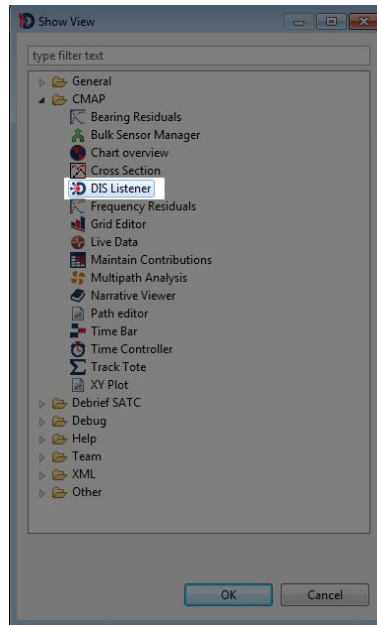 Show View
type filter text
General
CMAP
Bearing Residuals
Bulk Sensor Manager
Chart overview
Cross Section
DIS Listener
Frequency Residuals
Grid Editor
Live Data
Maintain Contributions
Multipath Analysis
Narrative Viewer
Path editor
Time Bar
Time Controller
Track Tote
XY Plot
Debrief SATC
Debug
Help
Team
XML
Other
OK Cancel